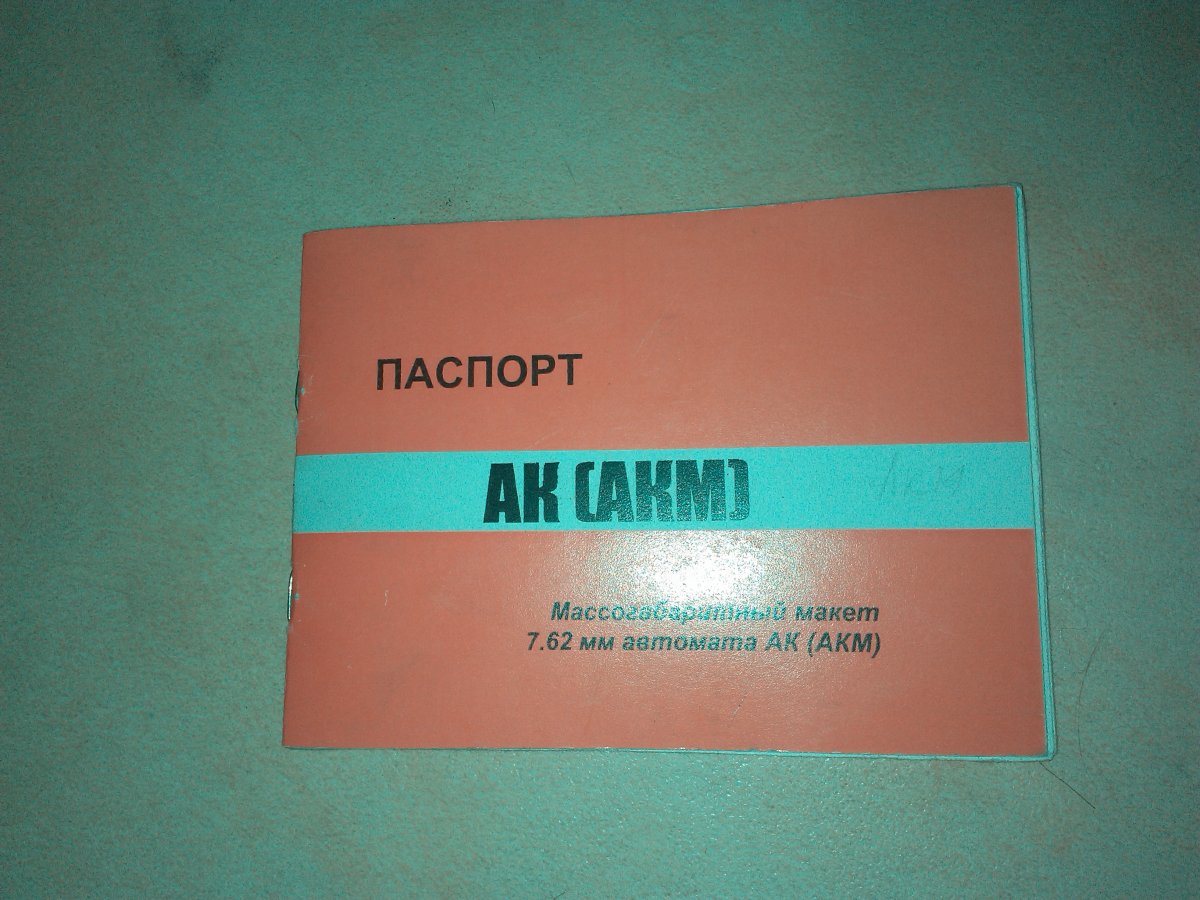 ПАСПОРТ
АК (АКМ)
Массогабаритный макет
7.62 мм автомата АК (АКМ)